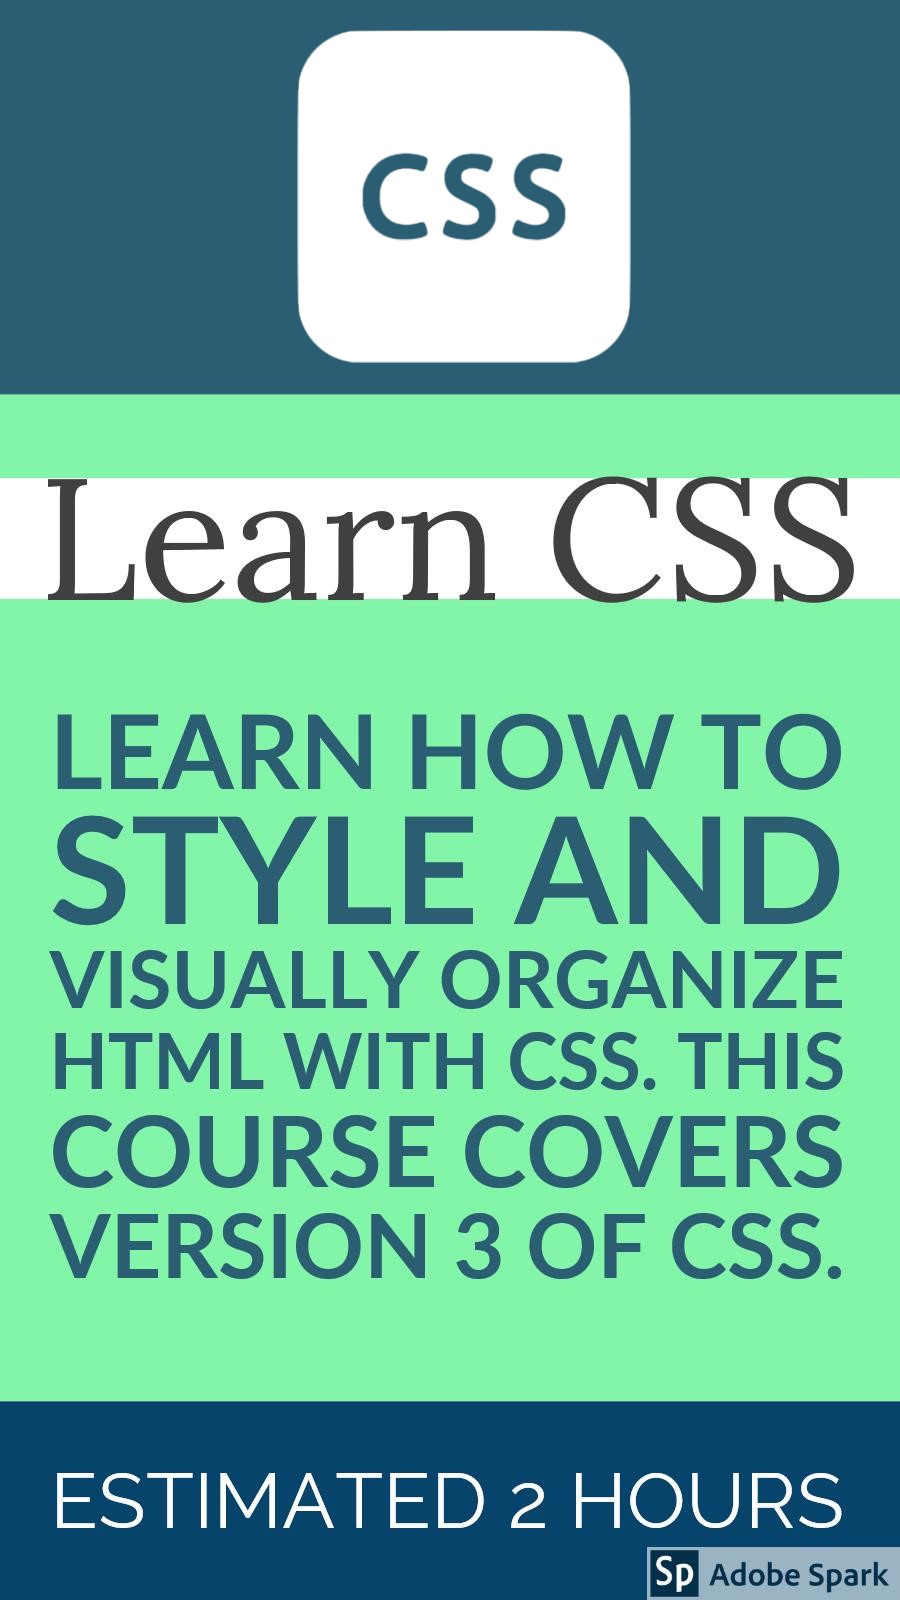 CSS
Learn CSS
LEARN HOW TO
STYLE AND
VISUALLY ORGANIZE
HTML WITH CSS. THIS
COURSE COVERS
VERSION 3 OF CSS.
ESTIMATED 2 HOURS
Sp Adobe Spark